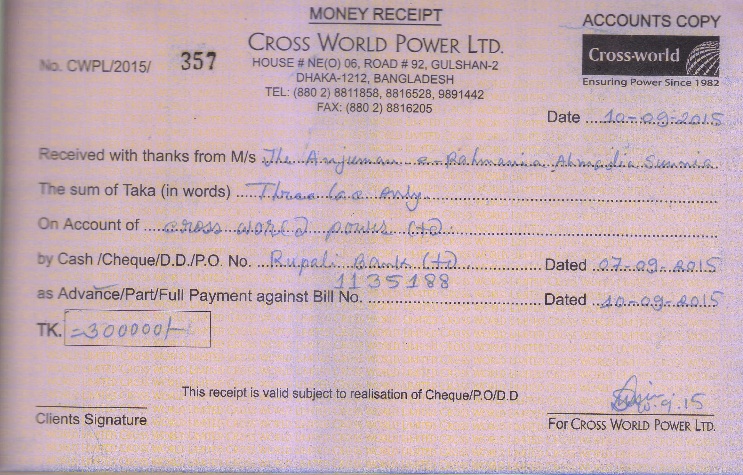 MONEY RECEIPT
ACCOUNTS COPY
CROSS WORLD POWER LTD.
No. CWPL/2015/ 357
HOUSE # NE(O) 06, ROAD # 92, GULSHAN-2
DHAKA-1212, BANGLADESH
TEL: (880 2) 8811858, 8816528, 9891442
FAX: (880 2) 8816205
Cross-world
Ensuring Power Since 1982
Date 10-09-2015
Received with thanks from M/s The Anjuman e-Rahmania Ahmadia Sunnia
The sum of Taka (in words) Three lac only.
On Account of cross world power Ltd.
by Cash /Cheque/D.D./P.O. No. Rupali Bank Ltd. Dated 07-09-2015
1135188
as Advance/Part/Full Payment against Bill No. Dated 10-09-2015
TK. =300000/-
This receipt is valid subject to realisation of Cheque/P.O/D.D
Clients Signature
For CROSS WORLD POWER LTD.